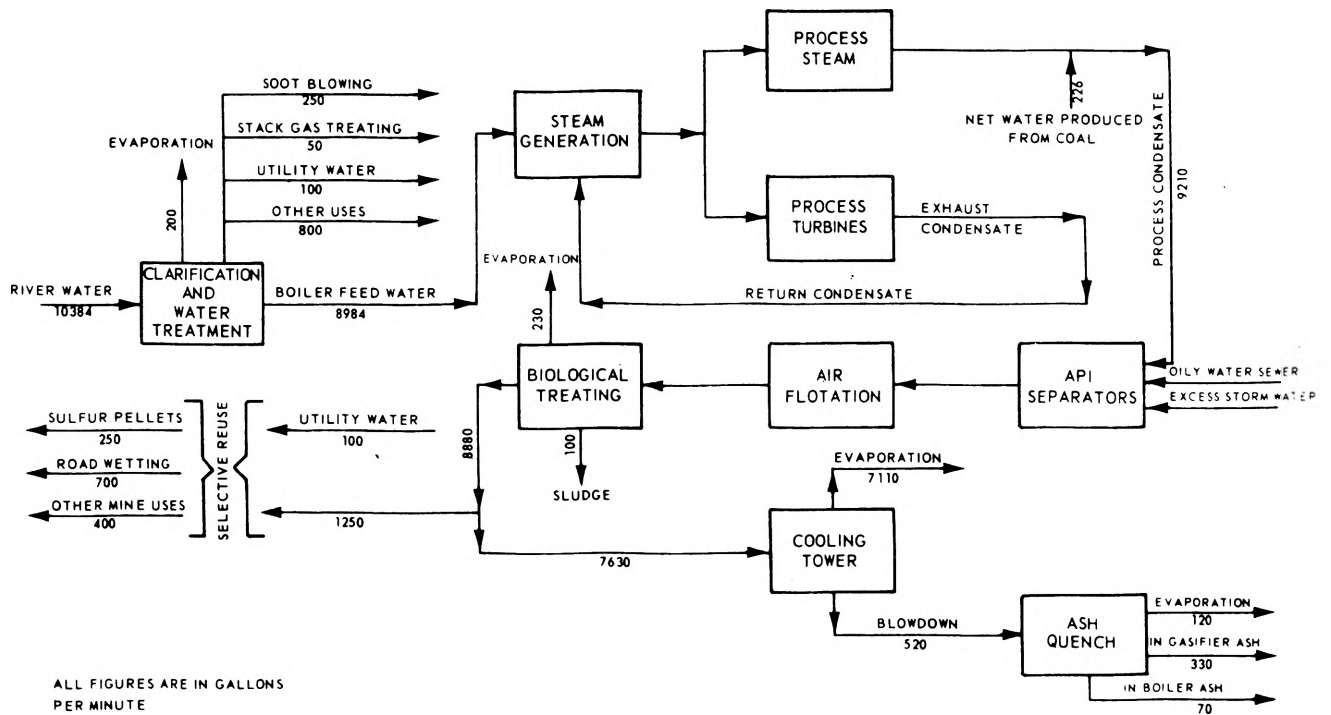 PROCESS
STEAM
226
NET WATER PRODUCED
FROM COAL
PROCESS CONDENSATE
9210
SOOT BLOWING
250
STACK GAS TREATING
50
UTILITY WATER
100
OTHER USES
800
EVAPORATION
200
STEAM
GENERATION
PROCESS
TURBINES
EXHAUST
CONDENSATE
RIVER WATER
10384
CLARIFICATION
AND
WATER
TREATMENT
BOILER FEED WATER
8984
EVAPORATION
230
RETURN CONDENSATE
BIOLOGICAL
TREATING
AIR
FLOTATION
API
SEPARATORS
OILY WATER SEWER
EXCESS STORM WATER
SULFUR PELLETS
250
ROAD WETTING
700
OTHER MINE USES
400
SELECTIVE REUSE
UTILITY WATER
100
1250
8880
100
SLUDGE
EVAPORATION
7110
7630
COOLING
TOWER
BLOWDOWN
520
ASH
QUENCH
EVAPORATION
120
IN GASIFIER ASH
330
IN BOILER ASH
70
ALL FIGURES ARE IN GALLONS
PER MINUTE